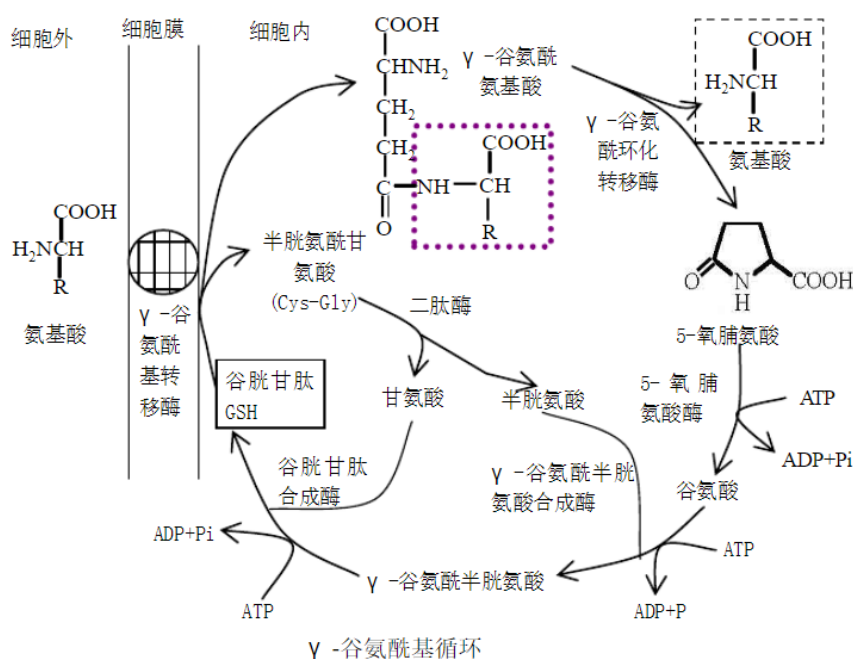 细胞外
细胞膜
细胞内
COOH
CHNH2
CH2
CH2
C
O
NH
CH
COOH
R
γ-谷氨酰
氨基酸
COOH
H2NCH
R
氨基酸
γ-谷氨
酰环化
转移酶
COOH
H2NCH
R
氨基酸
γ-谷
氨酰
基转
移酶
半胱氨酰甘
氨酸
(Cys-Gly)
二肽酶
O
N
H
COOH
5-氧脯氨酸
谷胱甘肽
GSH
甘氨酸
半胱氨酸
5-氧脯
氨酸酶
ATP
ADP+Pi
谷胱甘肽
合成酶
γ-谷氨酰半胱
氨酸合成酶
谷氨酸
ADP+Pi
ATP
γ-谷氨酰半胱氨酸
ATP
ADP+P
γ-谷氨酰基循环